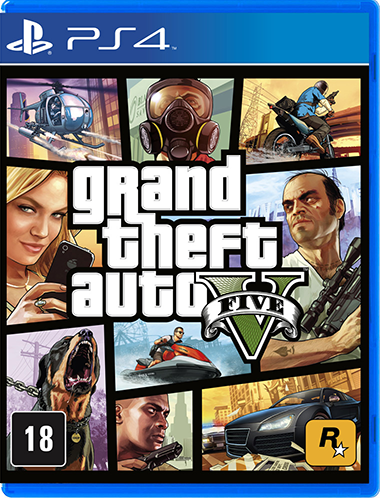 PS4
grand
theft
auto
V
FIVE
18
R